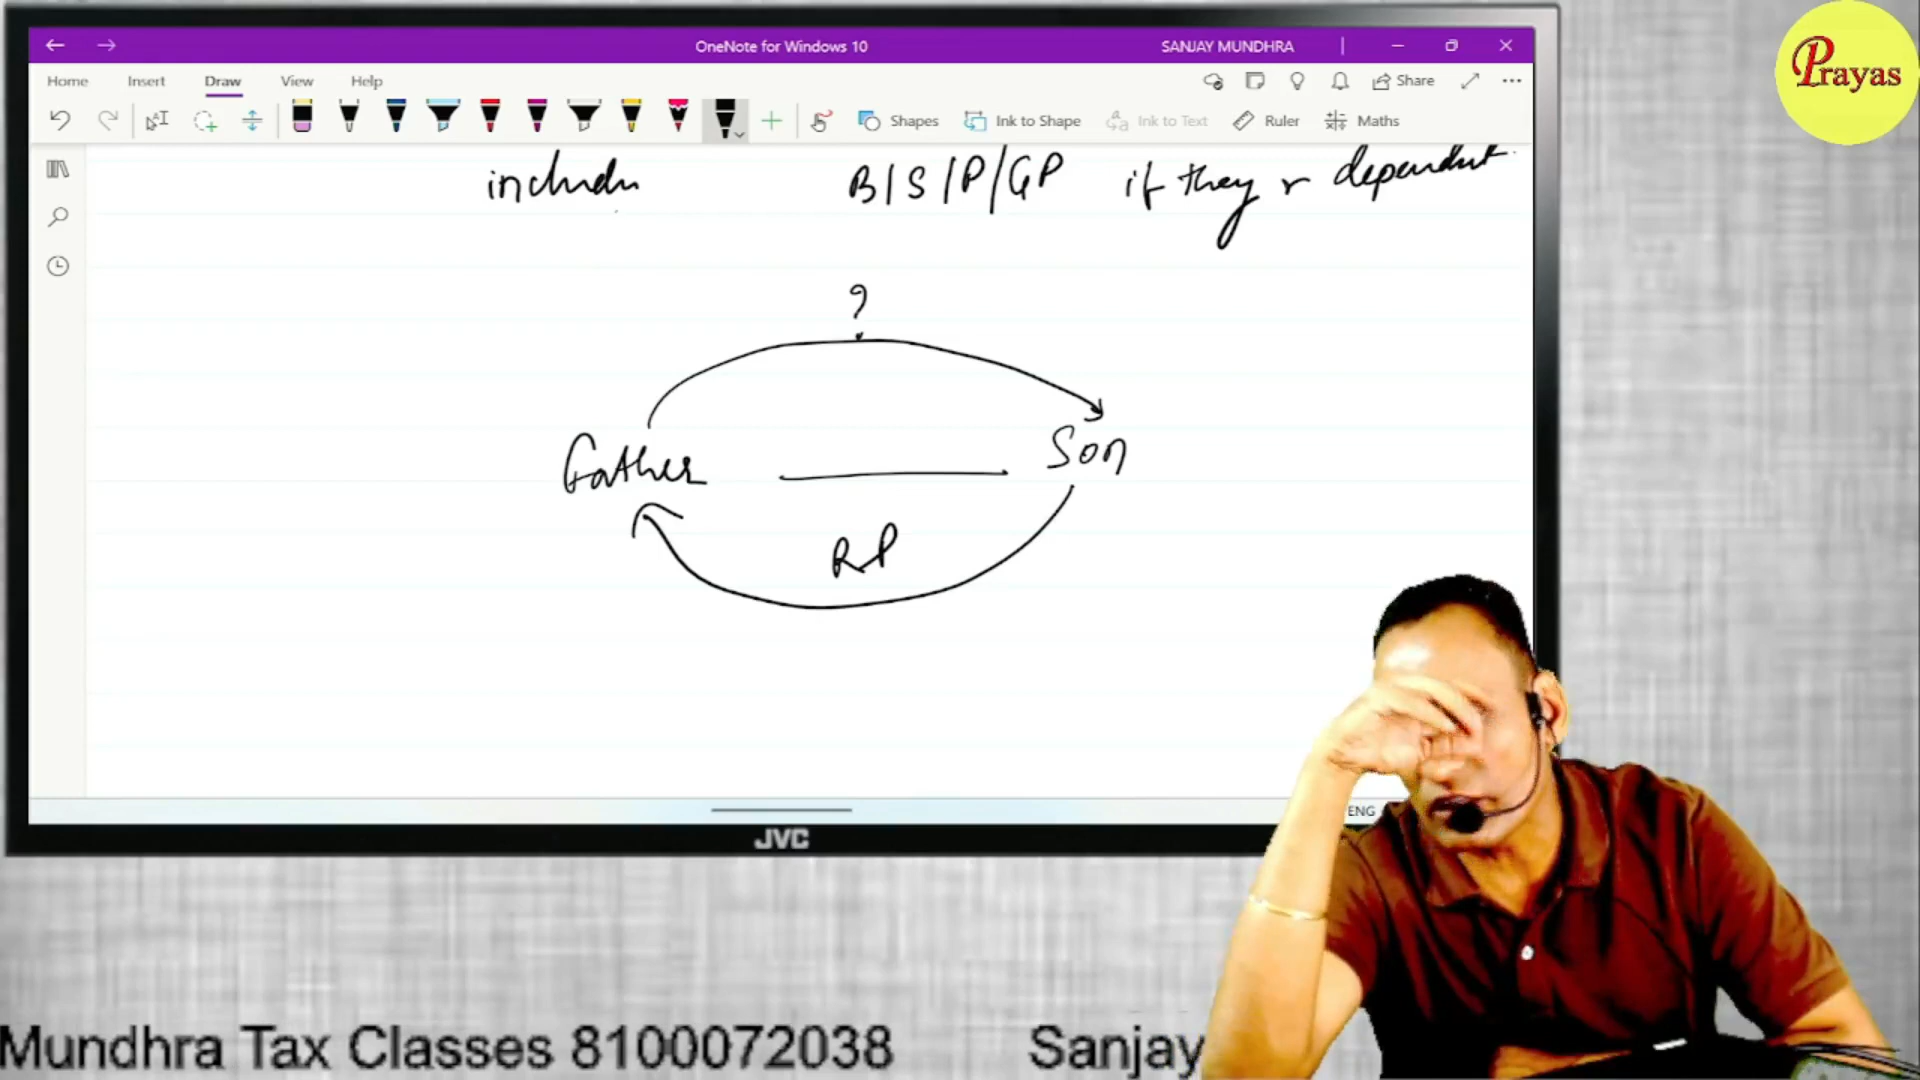 OneNote for Windows 10 SANJAY MUNDHRA
Prayas
Home Insert Draw View Help Share
Shapes Ink to Shape Ink to Text Ruler Maths
include B/S/P/GP if they r dependent
?
Father Son
RP
ENG
JVC
Mundhra Tax Classes 8100072038 Sanjay